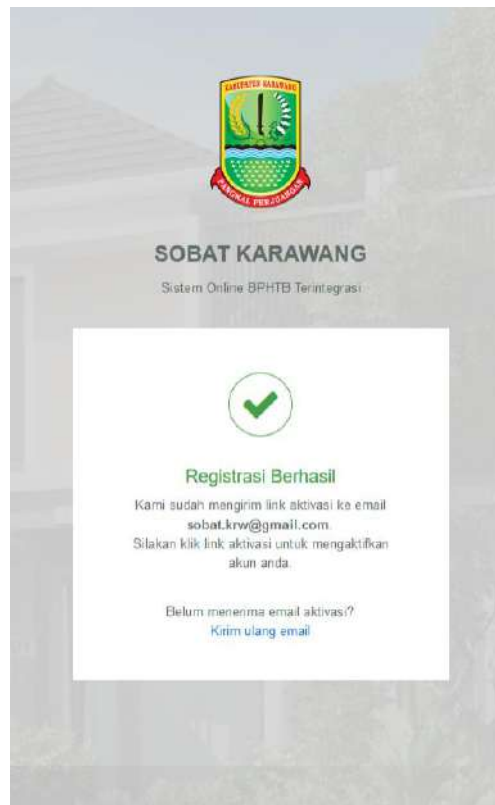 KABUPATEN KARAWANG
PANGKAL PERJUANGAN
SOBAT KARAWANG
Sistem Online BPHTB Terintegrasi
Registrasi Berhasil
Kami sudah mengirim link aktivasi ke email
sobat.krw@gmail.com.
Silakan klik link aktivasi untuk mengaktifkan
akun anda.
Belum menerima email aktivasi?
Kirim ulang email